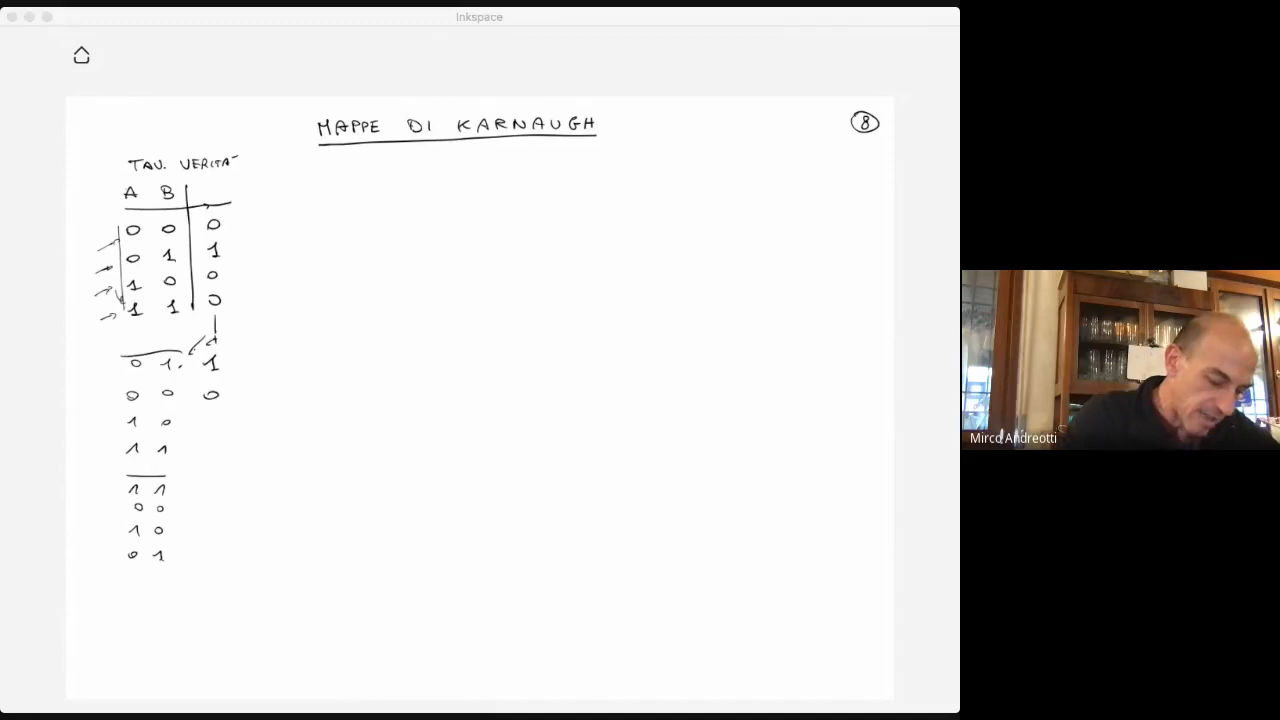 Inkspace
MAPPE DI KARNAUGH
8
TAV. VERITA'
A B
0 0 0
0 1 1
1 0 0
1 1 0
0 1. 1
0 0 0
1 0
1 1
1 1
0 0
1 0
0 1
Mirco Andreotti